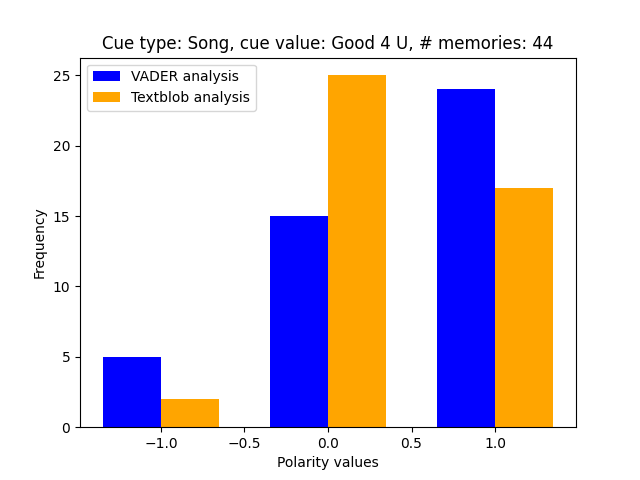 Cue type: Song, cue value: Good 4 U, # memories: 44
VADER analysis
Textblob analysis
25
20
15
10
5
0
Frequency
−1.0
−0.5
0.0
0.5
1.0
Polarity values